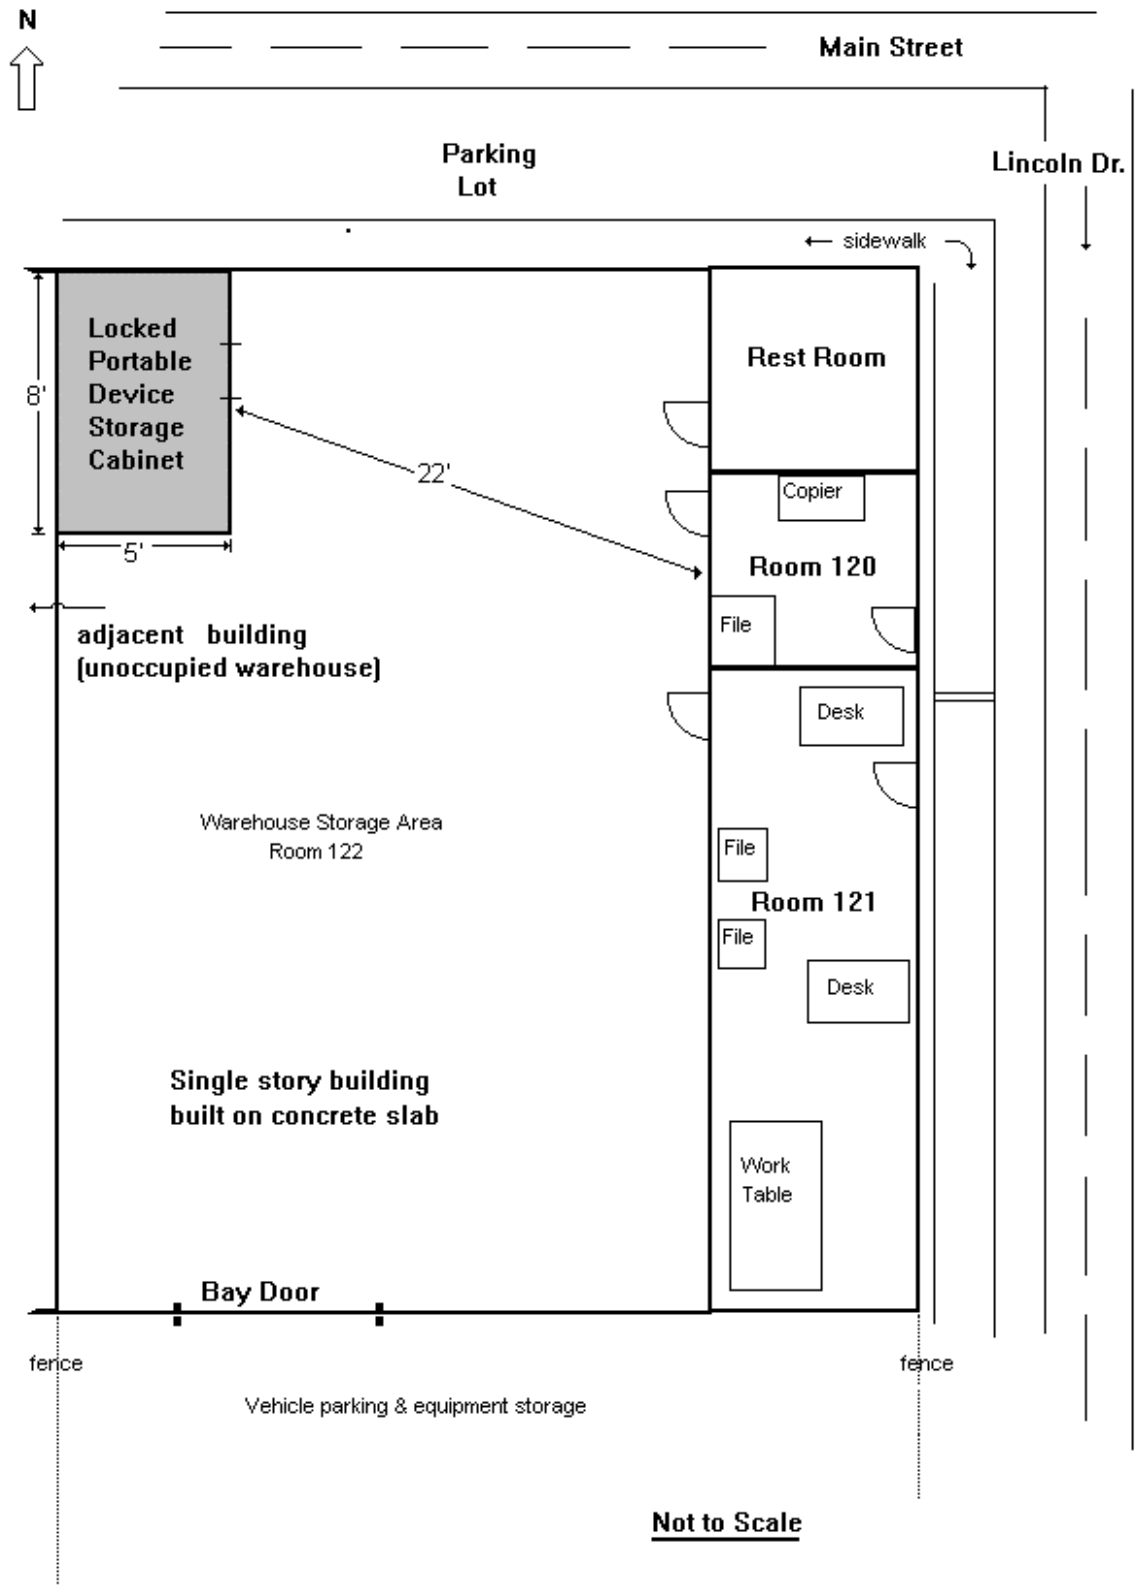 N
Main Street
Parking
Lot
Lincoln Dr.
sidewalk
Locked
Portable
Device
Storage
Cabinet
8'
5'
22'
Rest Room
Copier
Room 120
File
adjacent building
(unoccupied warehouse)
Desk
Warehouse Storage Area
Room 122
File
Room 121
File
Desk
Single story building
built on concrete slab
Work
Table
Bay Door
fence
fence
Vehicle parking & equipment storage
Not to Scale